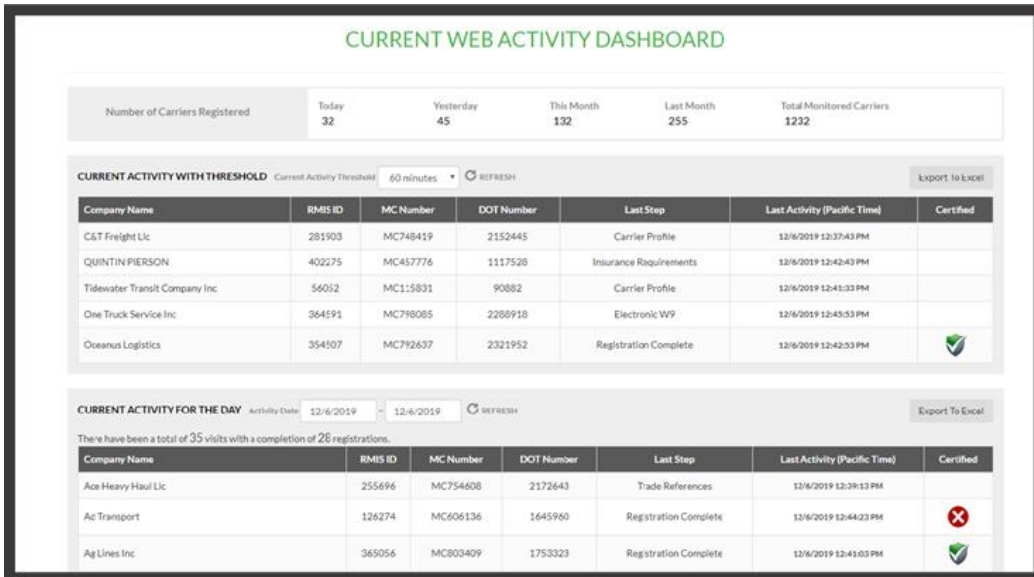 CURRENT WEB ACTIVITY DASHBOARD
Number of Carriers Registered
Today Yesterday This Month Last Month Total Monitored Carriers
32 45 132 255 1232
CURRENT ACTIVITY WITH THRESHOLD Current Activity Threshold 60 minutes REFRESH Export To Excel
Company Name RMIS ID MC Number DOT Number Last Step Last Activity (Pacific Time) Certified
C&T Freight Llc 281903 MC748419 2152445 Carrier Profile 12/6/2019 12:37:43 PM
QUINTIN PIERSON 402275 MC457776 1117528 Insurance Requirements 12/6/2019 12:42:43 PM
Tidewater Transit Company Inc 56052 MC115831 90882 Carrier Profile 12/6/2019 12:41:33 PM
One Truck Service Inc 364591 MC798085 2288918 Electronic W9 12/6/2019 12:45:53 PM
Oceanus Logistics 354507 MC792637 2321952 Registration Complete 12/6/2019 12:42:53 PM
CURRENT ACTIVITY FOR THE DAY Activity Date 12/6/2019 - 12/6/2019 REFRESH Export To Excel
There have been a total of 35 visits with a completion of 28 registrations.
Company Name RMIS ID MC Number DOT Number Last Step Last Activity (Pacific Time) Certified
Ace Heavy Haul Llc 255696 MC754608 2172643 Trade References 12/6/2019 12:39:13 PM
Ac Transport 126274 MC606136 1645960 Registration Complete 12/6/2019 12:44:23 PM
Ag Lines Inc 365056 MC803409 1753323 Registration Complete 12/6/2019 12:41:03 PM